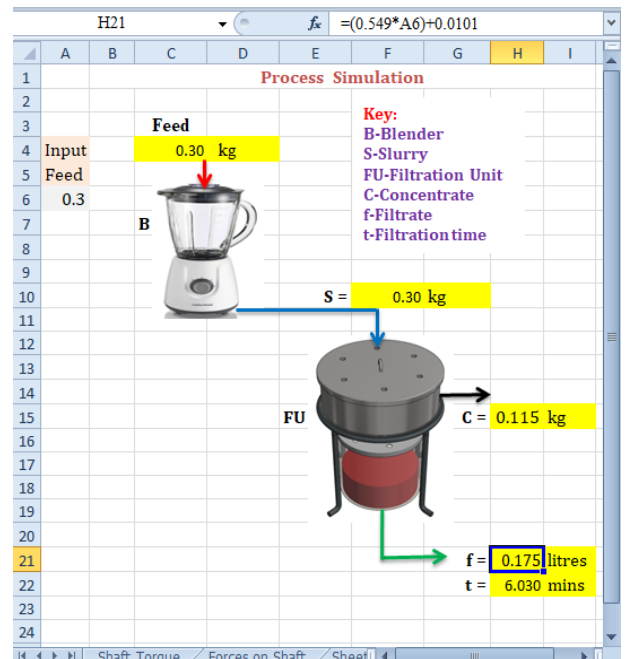 H21 fx =(0.549*A6)+0.0101
A B C D E F G H I
1 Process Simulation
2
3 Feed Key:
B-Blender
4 Input 0.30 kg S-Slurry
5 Feed FU-Filtration Unit
6 0.3 C-Concentrate
f-Filtrate
7 B t-Filtration time
8
9
10 S = 0.30 kg
11
12
13
14
15 FU C = 0.115 kg
16
17
18
19
20
21 f = 0.175 litres
22 t = 6.030 mins
23
24
Shaft Torque Forces on Shaft Sheet